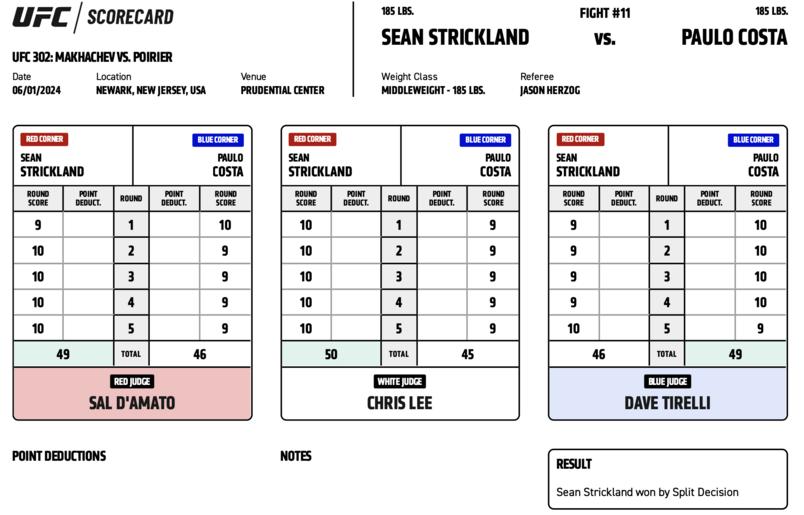 UFC / SCORECARD
UFC 302: MAKHACHEV VS. POIRIER
Date Location Venue
06/01/2024 NEWARK, NEW JERSEY, USA PRUDENTIAL CENTER
185 LBS. FIGHT #11 185 LBS.
SEAN STRICKLAND VS. PAULO COSTA
Weight Class Referee
MIDDLEWEIGHT - 185 LBS. JASON HERZOG
RED CORNER BLUE CORNER
SEAN PAULO
STRICKLAND COSTA
ROUND POINT ROUND POINT ROUND
SCORE DEDUCT. DEDUCT. SCORE
9 1 10
10 2 9
10 3 9
10 4 9
10 5 9
49 TOTAL 46
RED JUDGE
SAL D'AMATO
RED CORNER BLUE CORNER
SEAN PAULO
STRICKLAND COSTA
ROUND POINT ROUND POINT ROUND
SCORE DEDUCT. DEDUCT. SCORE
10 1 9
10 2 9
10 3 9
10 4 9
10 5 9
50 TOTAL 45
WHITE JUDGE
CHRIS LEE
RED CORNER BLUE CORNER
SEAN PAULO
STRICKLAND COSTA
ROUND POINT ROUND POINT ROUND
SCORE DEDUCT. DEDUCT. SCORE
9 1 10
9 2 10
9 3 10
9 4 10
10 5 9
46 TOTAL 49
BLUE JUDGE
DAVE TIRELLI
POINT DEDUCTIONS
NOTES
RESULT
Sean Strickland won by Split Decision